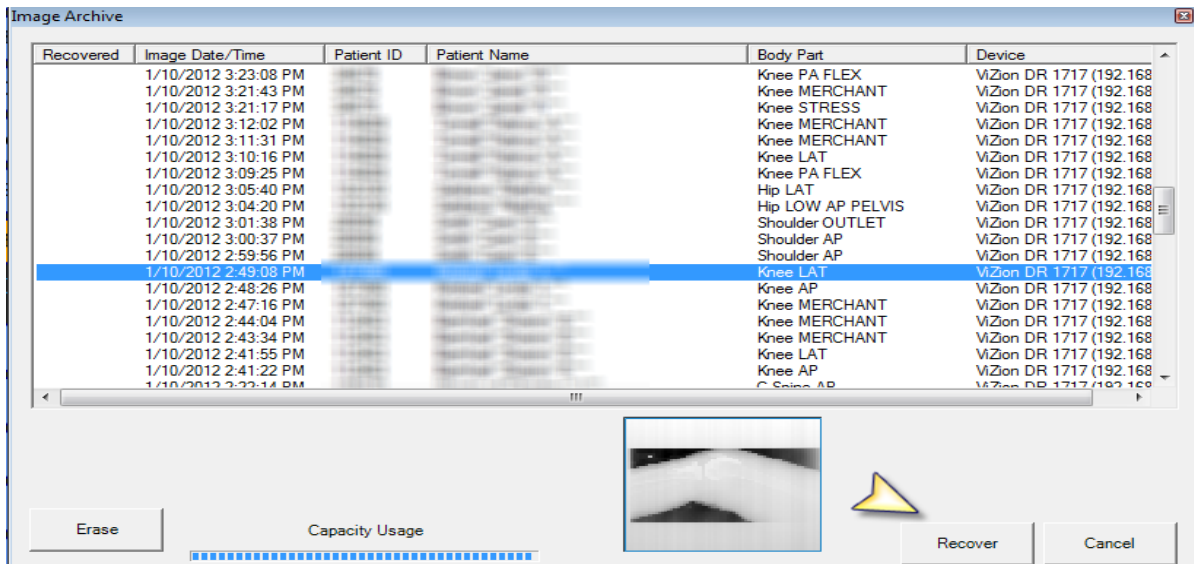 Image Archive
Recovered Image Date/Time Patient ID Patient Name Body Part Device
1/10/2012 3:23:08 PM Knee PA FLEX ViZion DR 1717 (192.168
1/10/2012 3:21:43 PM Knee MERCHANT ViZion DR 1717 (192.168
1/10/2012 3:21:17 PM Knee STRESS ViZion DR 1717 (192.168
1/10/2012 3:12:02 PM Knee MERCHANT ViZion DR 1717 (192.168
1/10/2012 3:11:31 PM Knee MERCHANT ViZion DR 1717 (192.168
1/10/2012 3:10:16 PM Knee LAT ViZion DR 1717 (192.168
1/10/2012 3:09:25 PM Knee PA FLEX ViZion DR 1717 (192.168
1/10/2012 3:05:40 PM Hip LAT ViZion DR 1717 (192.168
1/10/2012 3:04:20 PM Hip LOW AP PELVIS ViZion DR 1717 (192.168
1/10/2012 3:01:38 PM Shoulder OUTLET ViZion DR 1717 (192.168
1/10/2012 3:00:37 PM Shoulder AP ViZion DR 1717 (192.168
1/10/2012 2:59:56 PM Shoulder AP ViZion DR 1717 (192.168
1/10/2012 2:49:08 PM Knee LAT ViZion DR 1717 (192.168
1/10/2012 2:48:26 PM Knee AP ViZion DR 1717 (192.168
1/10/2012 2:47:16 PM Knee MERCHANT ViZion DR 1717 (192.168
1/10/2012 2:44:04 PM Knee MERCHANT ViZion DR 1717 (192.168
1/10/2012 2:43:34 PM Knee MERCHANT ViZion DR 1717 (192.168
1/10/2012 2:41:55 PM Knee LAT ViZion DR 1717 (192.168
1/10/2012 2:41:22 PM Knee AP ViZion DR 1717 (192.168
1/10/2012 2:22:14 PM C Spine AP ViZion DR 1717 (192.168
Erase Capacity Usage Recover Cancel